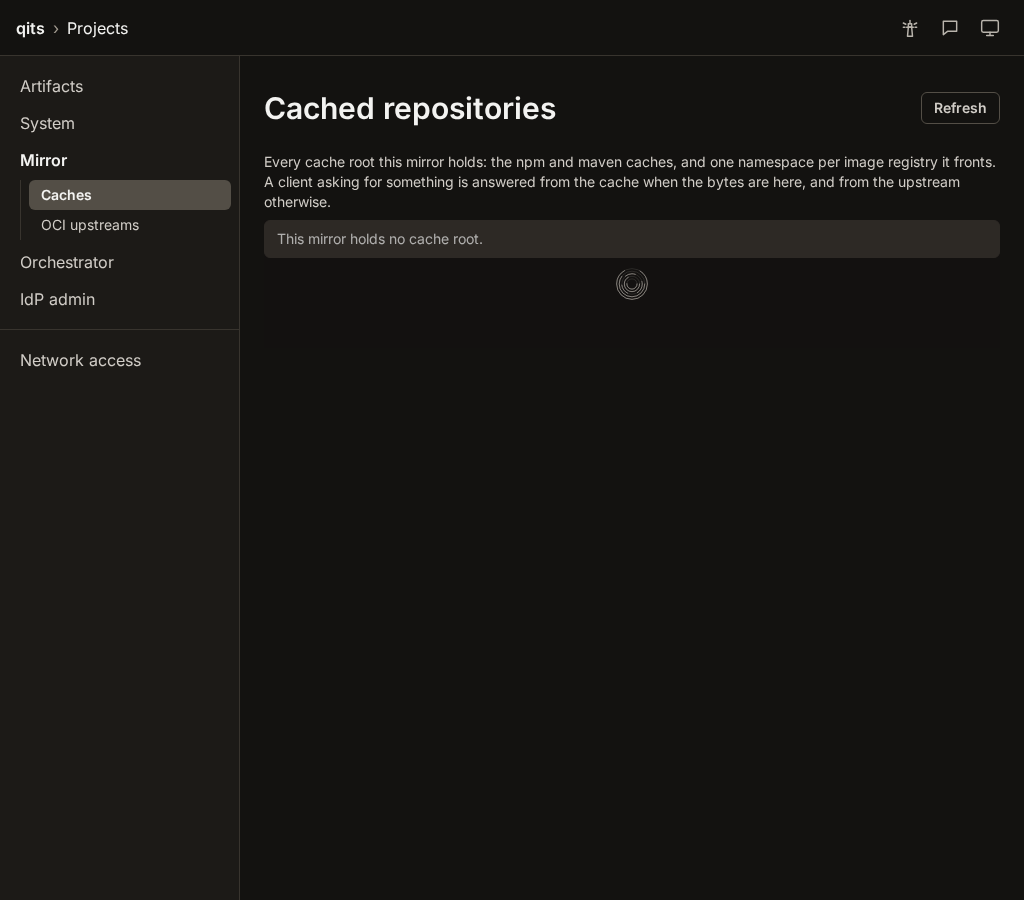 qits › Projects
Artifacts
System
Mirror
Caches
OCI upstreams
Orchestrator
IdP admin
Network access
Cached repositories
Refresh
Every cache root this mirror holds: the npm and maven caches, and one namespace per image registry it fronts.
A client asking for something is answered from the cache when the bytes are here, and from the upstream
otherwise.
This mirror holds no cache root.